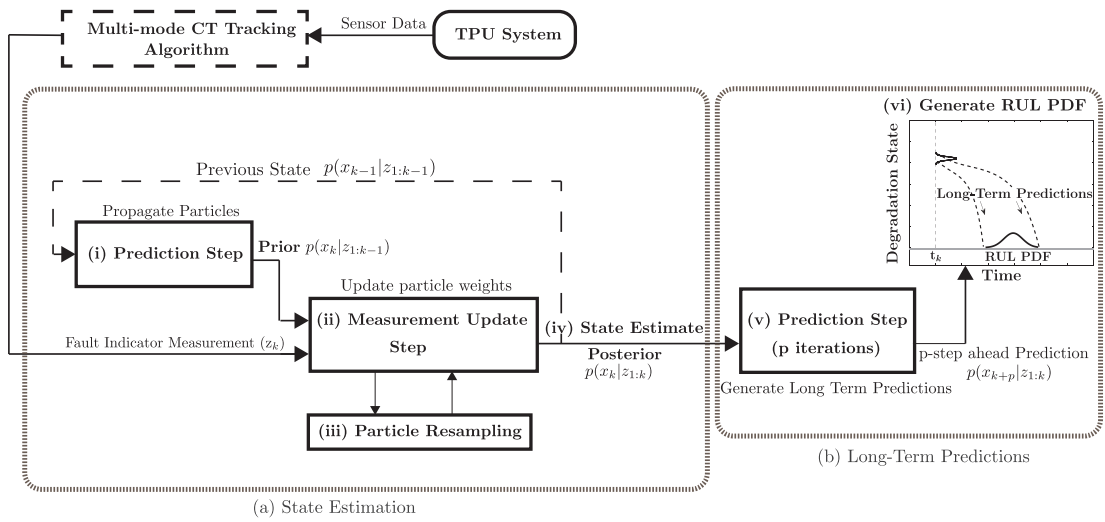 Multi-mode CT Tracking
Algorithm
Sensor Data
TPU System
(vi) Generate RUL PDF
Degradation State
Long-Term Predictions
t_k
RUL PDF
Time
Previous State p(x_{k-1}|z_{1:k-1})
Propagate Particles
(i) Prediction Step
Prior p(x_k|z_{1:k-1})
Update particle weights
(ii) Measurement Update
Step
Fault Indicator Measurement (z_k)
(iv) State Estimate
Posterior
p(x_k|z_{1:k})
(iii) Particle Resampling
(v) Prediction Step
(p iterations)
p-step ahead Prediction
p(x_{k+p}|z_{1:k})
Generate Long Term Predictions
(b) Long-Term Predictions
(a) State Estimation